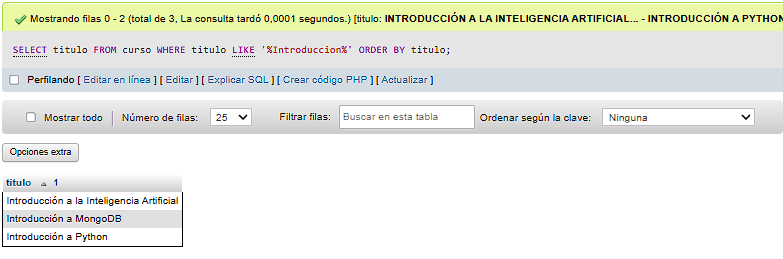 Mostrando filas 0 - 2 (total de 3, La consulta tardó 0,0001 segundos.) [titulo: INTRODUCCIÓN A LA INTELIGENCIA ARTIFICIAL... - INTRODUCCIÓN A PYTHON
SELECT titulo FROM curso WHERE titulo LIKE '%Introduccion%' ORDER BY titulo;
Perfilando [ Editar en línea ] [ Editar ] [ Explicar SQL ] [ Crear código PHP ] [ Actualizar ]
Mostrar todo Número de filas: 25 Filtrar filas: Buscar en esta tabla Ordenar según la clave: Ninguna
Opciones extra
titulo 1
Introducción a la Inteligencia Artificial
Introducción a MongoDB
Introducción a Python